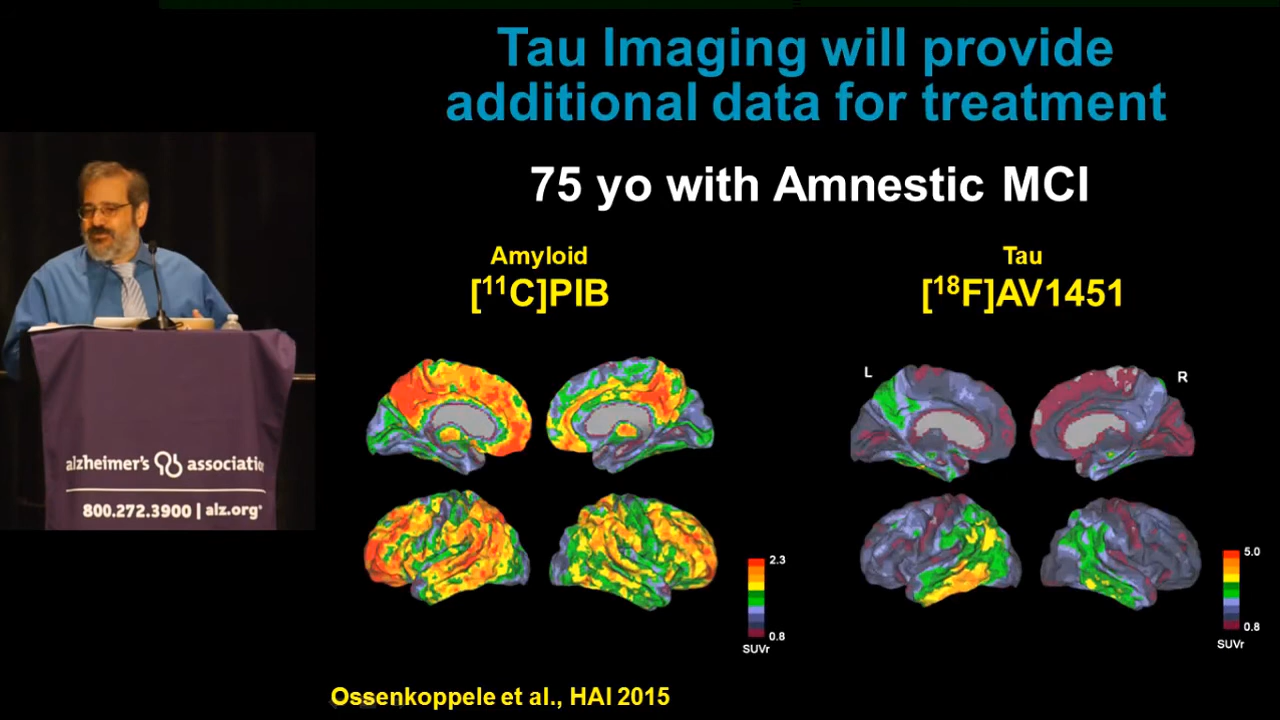 Tau Imaging will provide
additional data for treatment
75 yo with Amnestic MCI
Amyloid
[¹¹C]PIB
Tau
[¹⁸F]AV1451
L
R
2.3
0.8
SUVr
5.0
0.8
SUVr
alzheimer's associatio
800.272.3900 | alz.org®
Ossenkoppele et al., HAI 2015